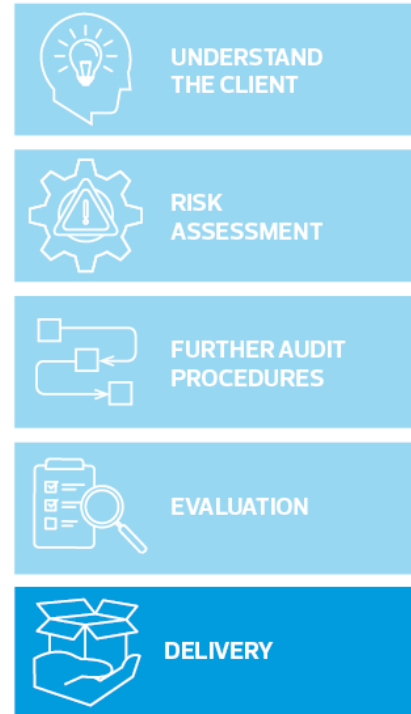 UNDERSTAND
THE CLIENT
RISK
ASSESSMENT
FURTHER AUDIT
PROCEDURES
EVALUATION
DELIVERY